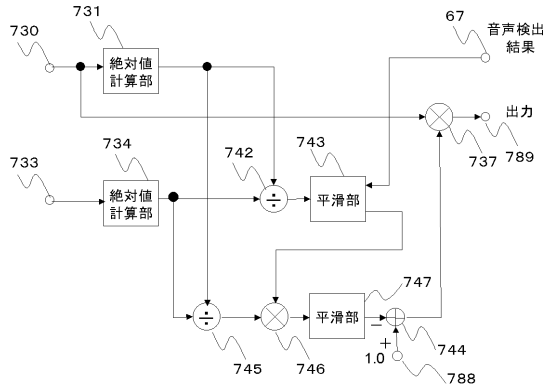 731
730
67
音声検出
結果
絶対値
計算部
出力
737
789
733
734
742
743
絶対値
計算部
÷
平滑部
747
÷
平滑部
−
+
1.0
745
746
744
788